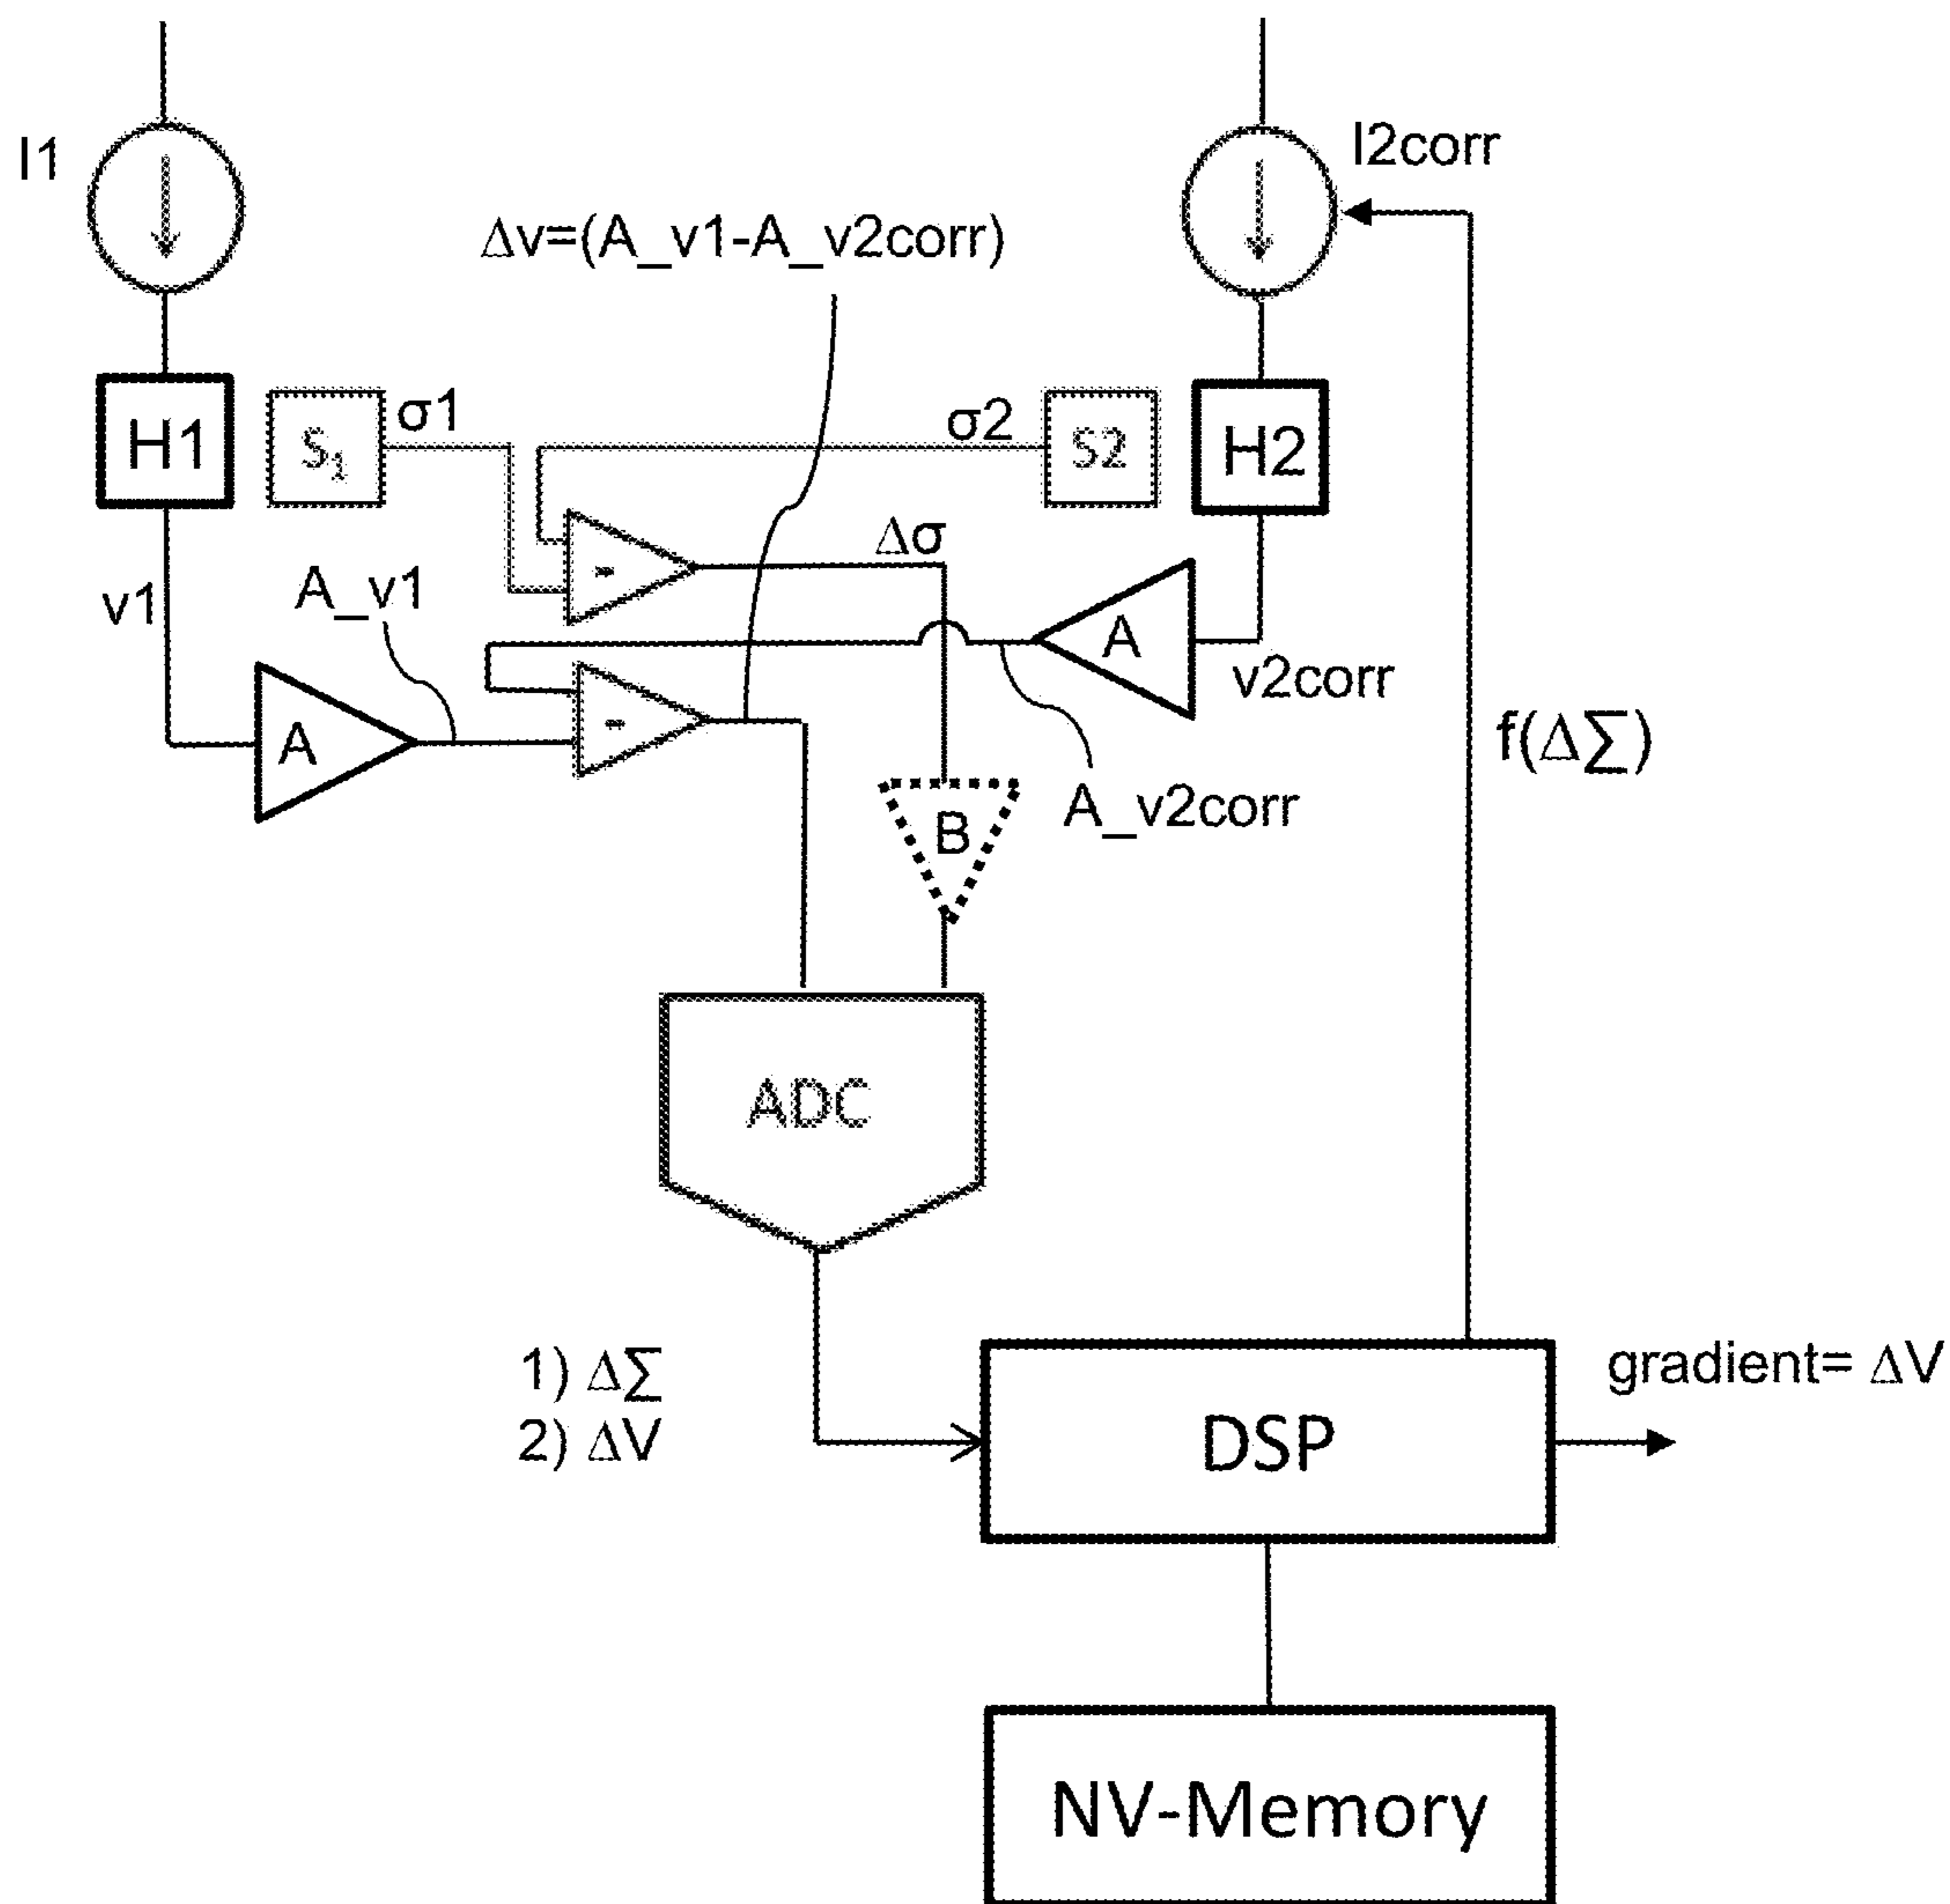 I1
I2corr
Δv=(A_v1-A_v2corr)
H1
S₁
σ1
σ2
S2
H2
-
Δσ
v1
A_v1
A
-
A
v2corr
A_v2corr
B
f(Δ∑)
ADC
1) Δ∑
2) ΔV
DSP
gradient= ΔV
NV-Memory